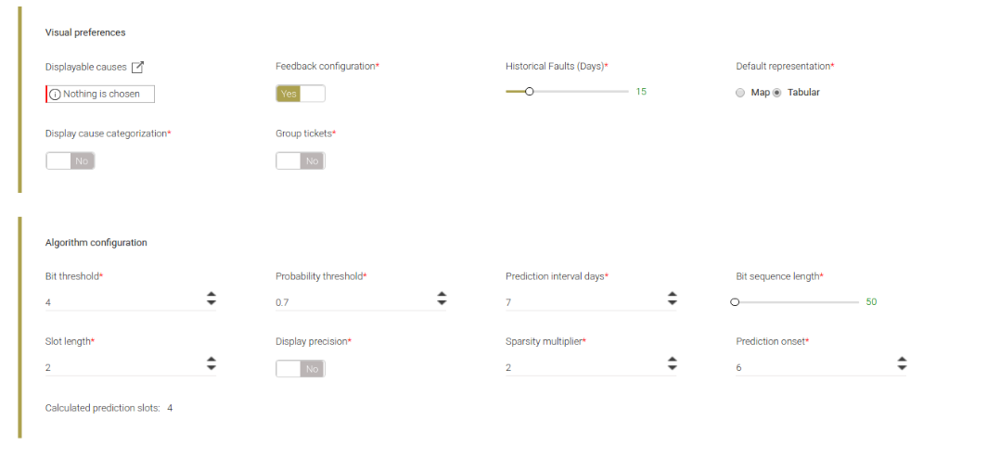 Visual preferences
Displayable causes Feedback configuration* Historical Faults (Days)* Default representation*
Nothing is chosen Yes 15 Map Tabular
Display cause categorization* Group tickets*
No No
Algorithm configuration
Bit threshold* Probability threshold* Prediction interval days* Bit sequence length*
4 0.7 7 50
Slot length* Display precision* Sparsity multiplier* Prediction onset*
2 No 2 6
Calculated prediction slots: 4